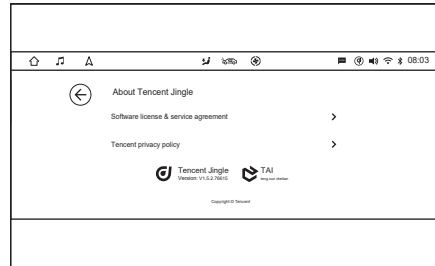 08:03
About Tencent Jingle
Software license & service agreement
Tencent privacy policy
Tencent Jingle
Version: V1.5.2.76615
TAI
Copyright © Tencent